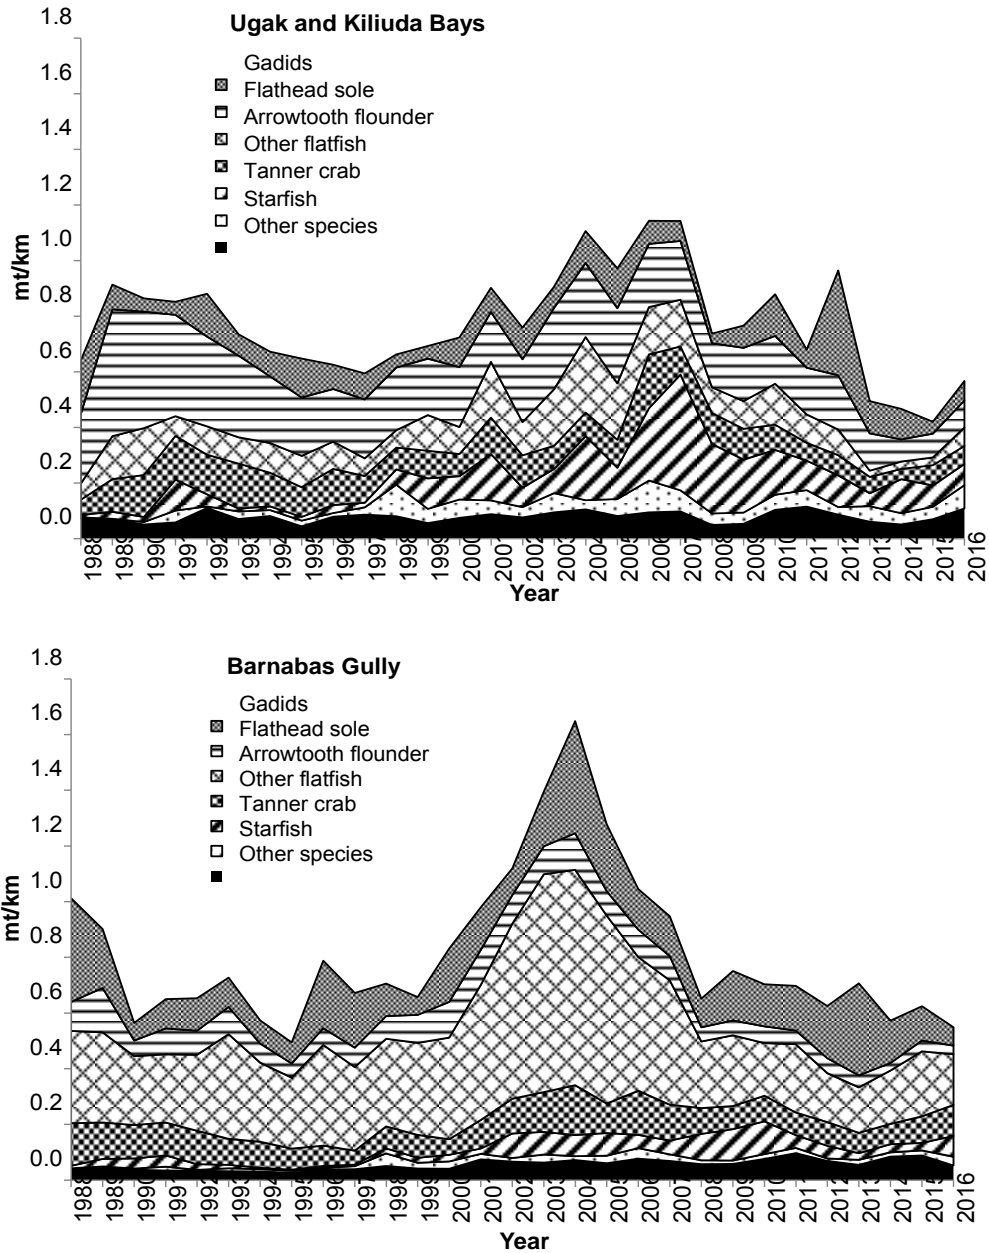 1.8
Ugak and Kiliuda Bays
Gadids
1.6
Flathead sole
Arrowtooth flounder
1.4
Other flatfish
Tanner crab
1.2
Starfish
Other species
1.0
mt/km
0.8
0.6
0.4
0.2
0.0
1988 1989 1990 1991 1992 1993 1994 1995 1996 1997 1998 1999 2000 2001 2002 2003 2004 2005 2006 2007 2008 2009 2010 2011 2012 2013 2014 2015 2016
Year
1.8
Barnabas Gully
Gadids
1.6
Flathead sole
Arrowtooth flounder
1.4
Other flatfish
Tanner crab
1.2
Starfish
Other species
1.0
mt/km
0.8
0.6
0.4
0.2
0.0
1988 1989 1990 1991 1992 1993 1994 1995 1996 1997 1998 1999 2000 2001 2002 2003 2004 2005 2006 2007 2008 2009 2010 2011 2012 2013 2014 2015 2016
Year